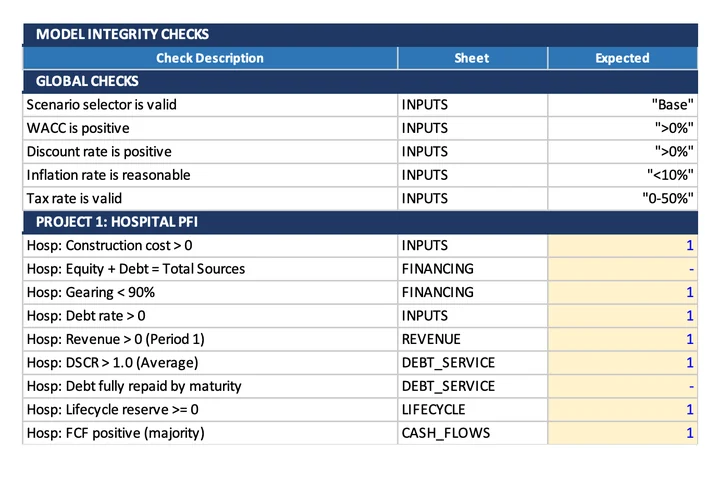 MODEL INTEGRITY CHECKS
Check Description Sheet Expected
GLOBAL CHECKS
Scenario selector is valid INPUTS "Base"
WACC is positive INPUTS ">0%"
Discount rate is positive INPUTS ">0%"
Inflation rate is reasonable INPUTS "<10%"
Tax rate is valid INPUTS "0-50%"
PROJECT 1: HOSPITAL PFI
Hosp: Construction cost > 0 INPUTS 1
Hosp: Equity + Debt = Total Sources FINANCING -
Hosp: Gearing < 90% FINANCING 1
Hosp: Debt rate > 0 INPUTS 1
Hosp: Revenue > 0 (Period 1) REVENUE 1
Hosp: DSCR > 1.0 (Average) DEBT_SERVICE 1
Hosp: Debt fully repaid by maturity DEBT_SERVICE -
Hosp: Lifecycle reserve >= 0 LIFECYCLE 1
Hosp: FCF positive (majority) CASH_FLOWS 1